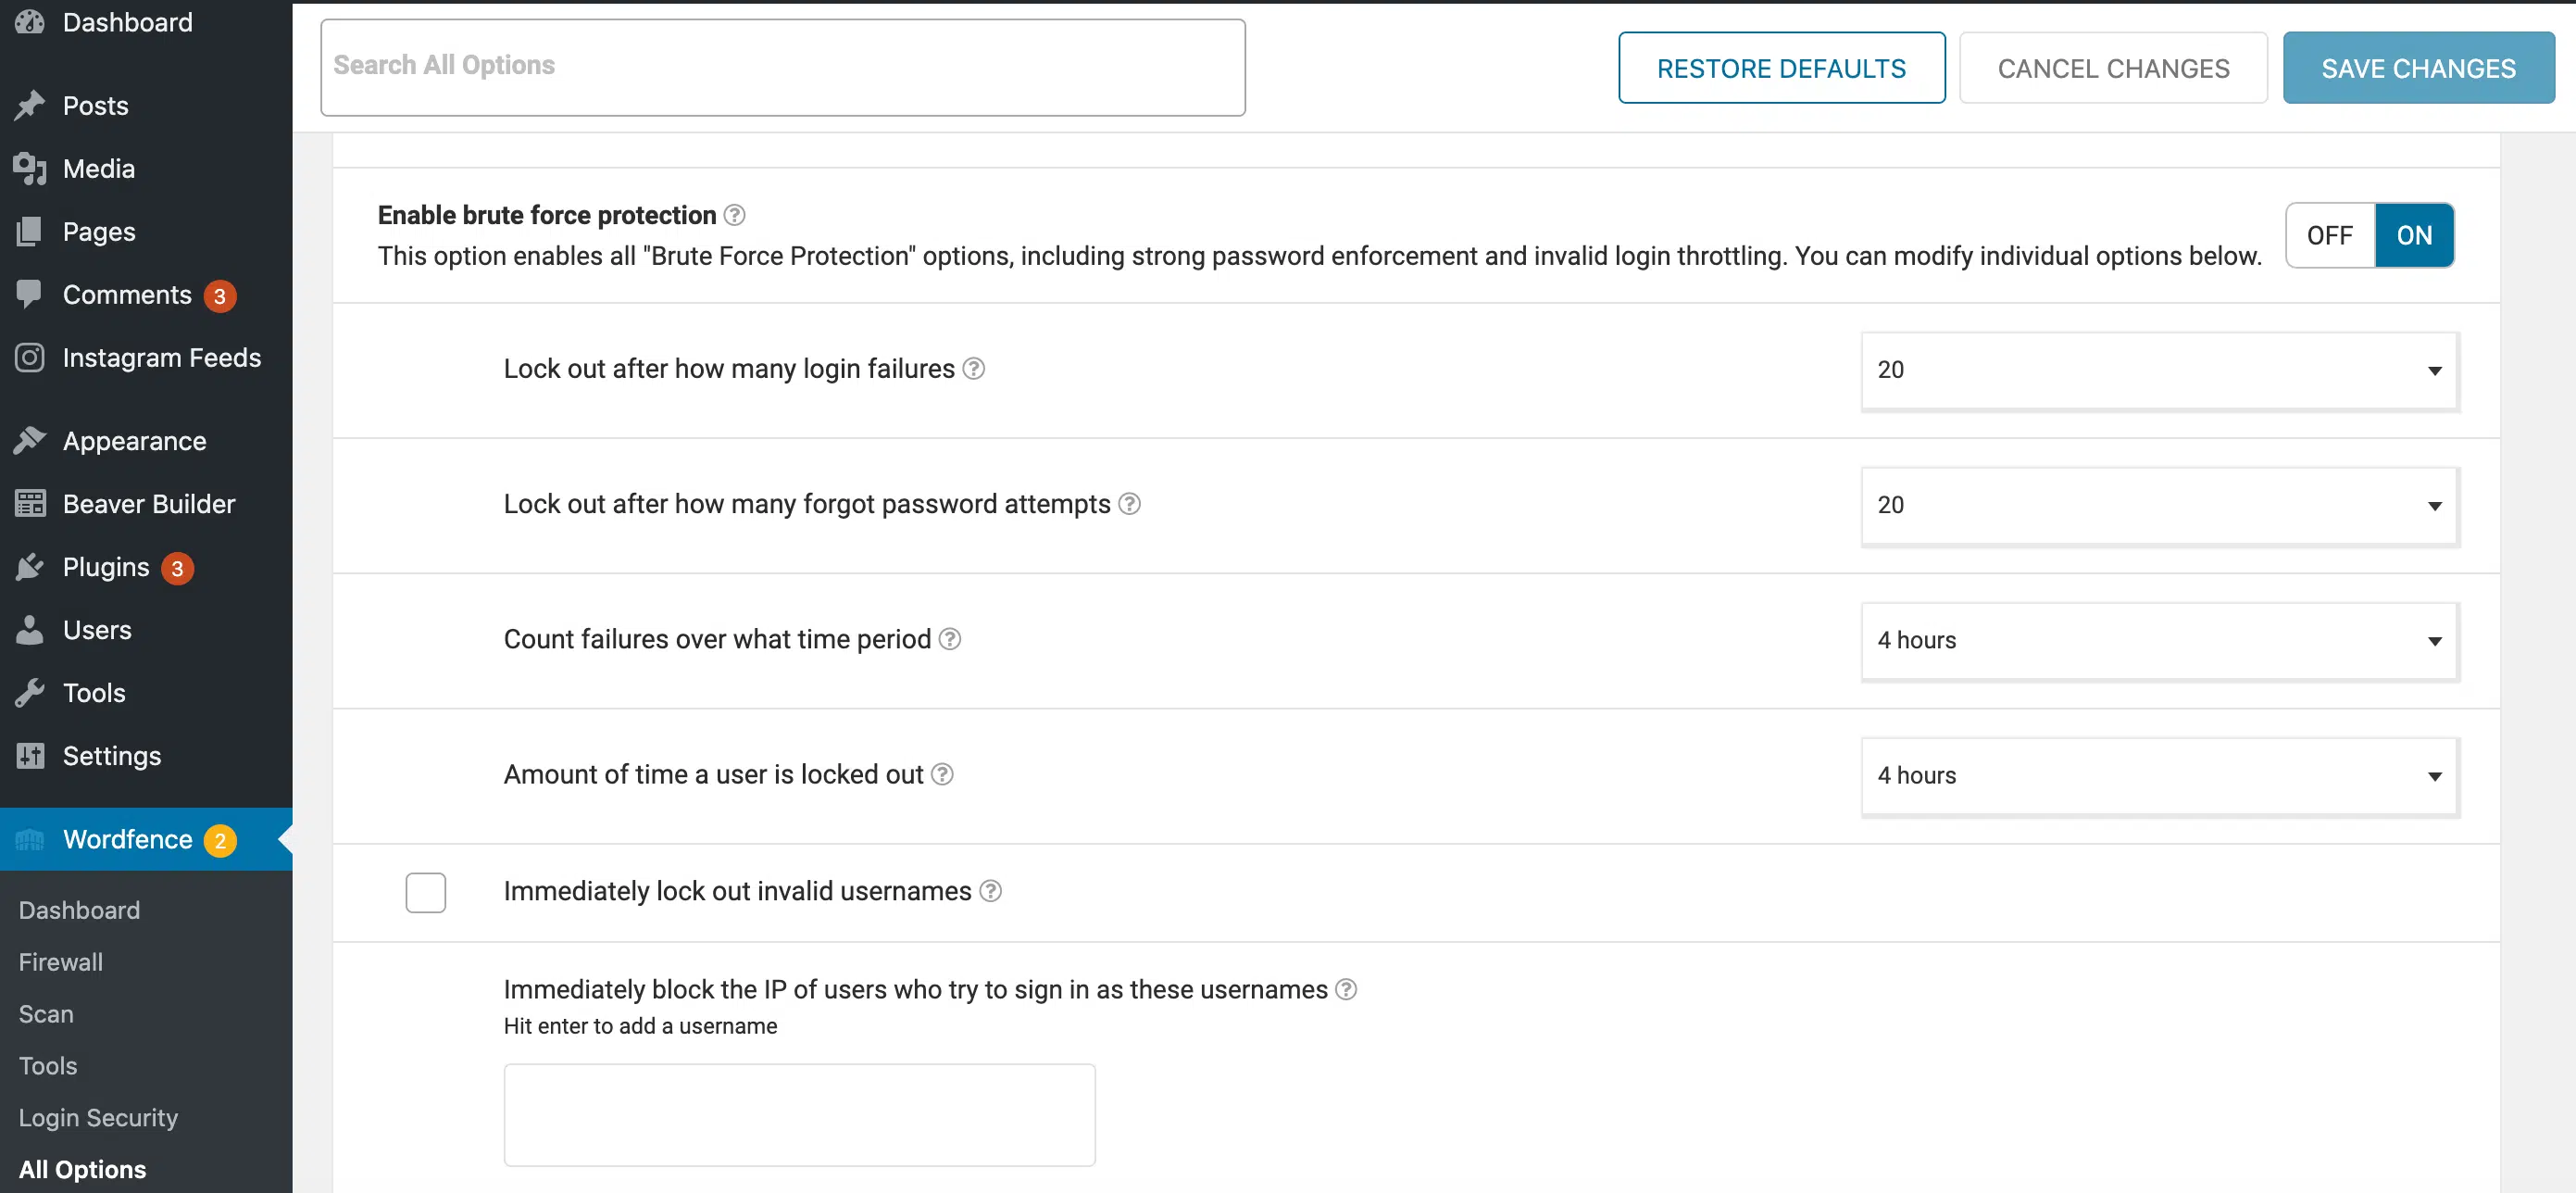 Dashboard
Posts
Media
Pages
Comments 3
Instagram Feeds
Appearance
Beaver Builder
Plugins 3
Users
Tools
Settings
Wordfence 2
Dashboard
Firewall
Scan
Tools
Login Security
All Options
Search All Options
RESTORE DEFAULTS
CANCEL CHANGES
SAVE CHANGES
Enable brute force protection ?
This option enables all "Brute Force Protection" options, including strong password enforcement and invalid login throttling. You can modify individual options below.
OFF ON
Lock out after how many login failures ?
20
Lock out after how many forgot password attempts ?
20
Count failures over what time period ?
4 hours
Amount of time a user is locked out ?
4 hours
Immediately lock out invalid usernames ?
Immediately block the IP of users who try to sign in as these usernames ?
Hit enter to add a username